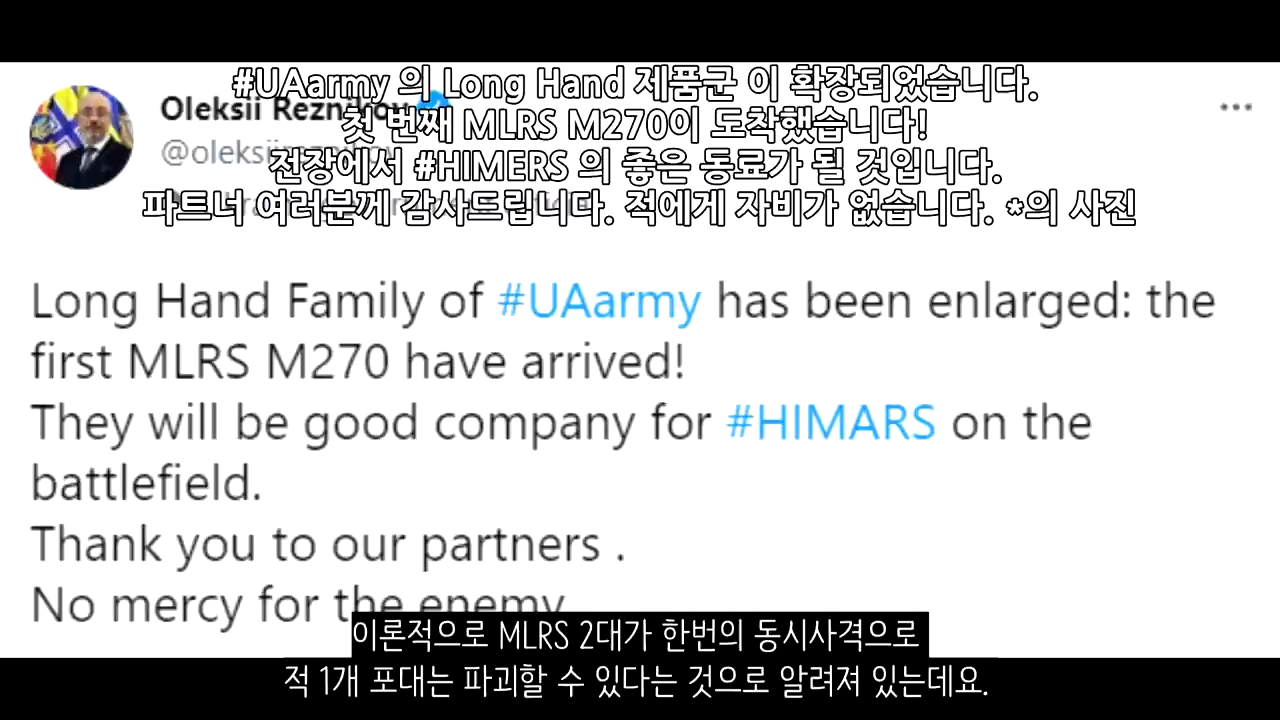 #UAarmy 의 Long Hand 제품군 이 확장되었습니다.
Oleksii Reznikov
첫 번째 MLRS M270이 도착했습니다!
@oleksiireznikov
전장에서 #HIMERS 의 좋은 동료가 될 것입니다.
파트너 여러분께 감사드립니다. 적에게 자비가 없습니다. *의 사진
Long Hand Family of #UAarmy has been enlarged: the
first MLRS M270 have arrived!
They will be good company for #HIMARS on the
battlefield.
Thank you to our partners .
No mercy for the enemy
이론적으로 MLRS 2대가 한번의 동시사격으로
적 1개 포대는 파괴할 수 있다는 것으로 알려져 있는데요.